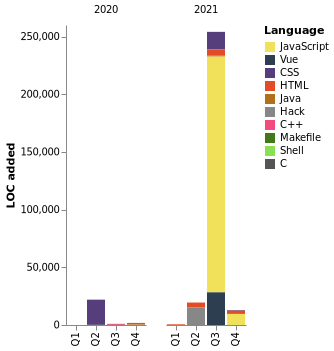 2020 2021
Language
JavaScript
Vue
CSS
HTML
Java
Hack
C++
Makefile
Shell
C
LOC added
250,000
200,000
150,000
100,000
50,000
0
Q1 Q2 Q3 Q4 Q1 Q2 Q3 Q4